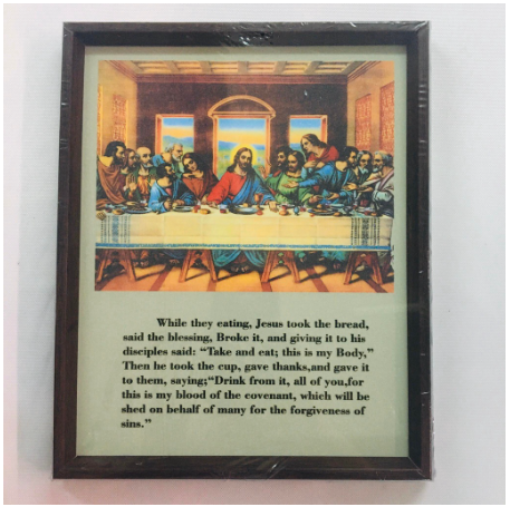 While they eating, Jesus took the bread,
said the blessing, Broke it, and giving it to his
disciples said: “Take and eat; this is my Body,”
Then he took the cup, gave thanks,and gave it
to them, saying;“Drink from it, all of you,for
this is my blood of the covenant, which will be
shed on behalf of many for the forgiveness of
sins.”